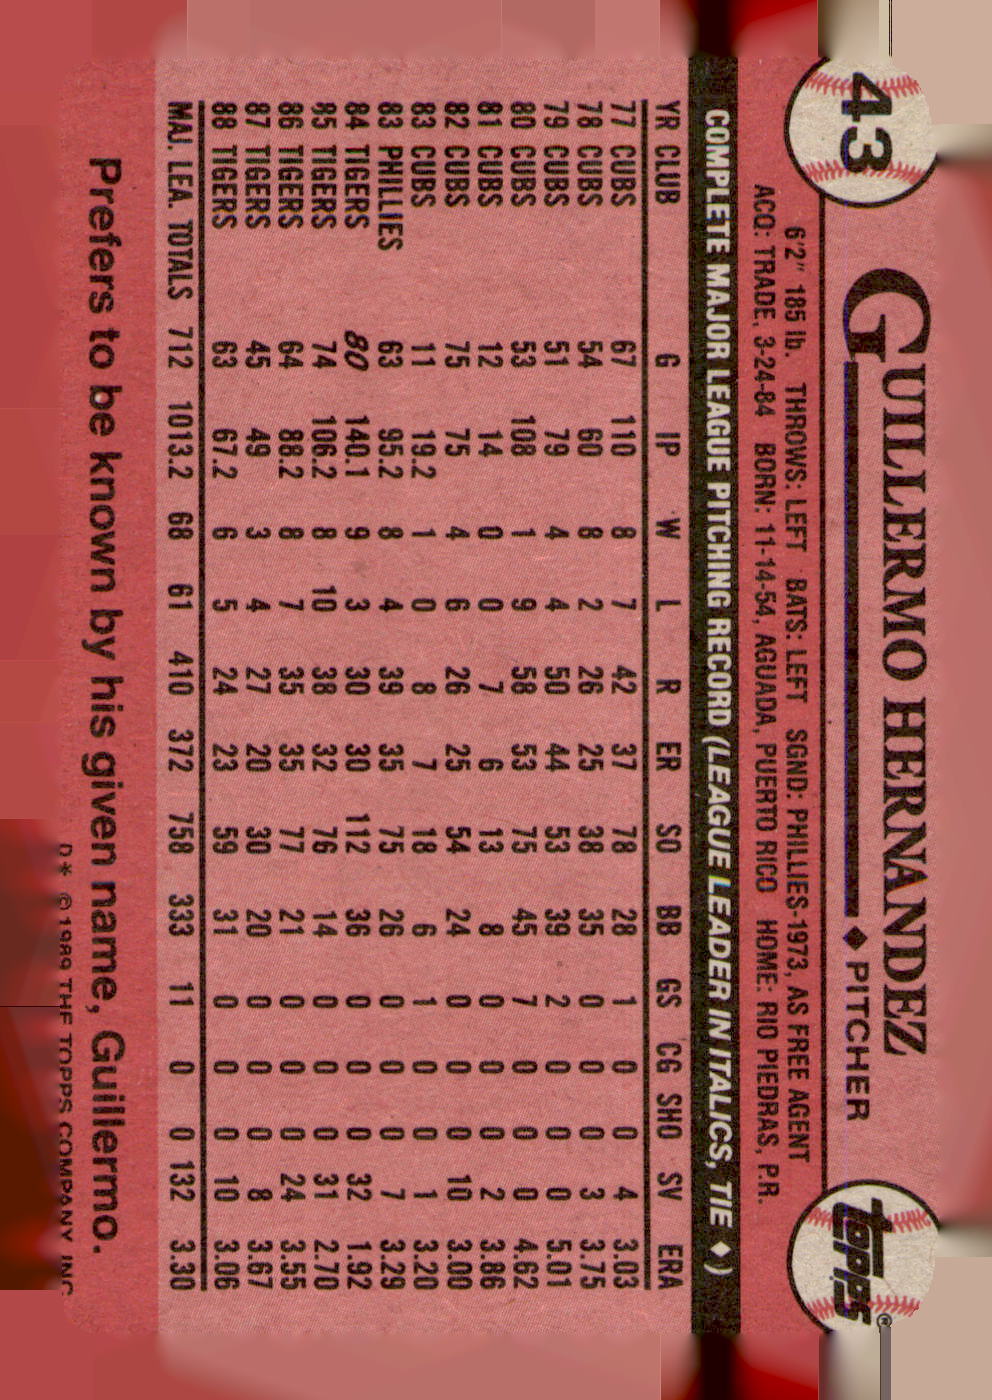 43
GUILLERMO HERNANDEZ
◆ PITCHER
topps®
6'2" 185 lb. THROWS: LEFT BATS: LEFT SGND: PHILLIES-1973, AS FREE AGENT
ACQ: TRADE, 3-24-84 BORN: 11-14-54, AGUADA, PUERTO RICO HOME: RIO PIEDRAS, P.R.
COMPLETE MAJOR LEAGUE PITCHING RECORD (LEAGUE LEADER IN ITALICS, TIE ◆)
YR CLUB G IP W L R ER SO BB GS CG SHO SV ERA
77 CUBS 67 110 8 7 42 37 78 28 1 0 0 4 3.03
78 CUBS 54 60 8 2 26 25 38 35 0 0 0 3 3.75
79 CUBS 51 79 4 4 50 44 53 39 2 0 0 0 5.01
80 CUBS 53 108 1 9 58 53 75 45 7 0 0 0 4.62
81 CUBS 12 14 0 0 7 6 13 8 0 0 0 2 3.86
82 CUBS 75 75 4 6 26 25 54 24 0 0 0 10 3.00
83 CUBS 11 19.2 1 0 8 7 18 6 1 0 0 1 3.20
83 PHILLIES 63 95.2 8 4 39 35 75 26 0 0 0 7 3.29
84 TIGERS 80 140.1 9 3 30 30 112 36 0 0 0 32 1.92
85 TIGERS 74 106.2 8 10 38 32 76 14 0 0 0 31 2.70
86 TIGERS 64 88.2 8 7 35 35 77 21 0 0 0 24 3.55
87 TIGERS 45 49 3 4 27 20 30 20 0 0 0 8 3.67
88 TIGERS 63 67.2 6 5 24 23 59 31 0 0 0 10 3.06
MAJ. LEA. TOTALS 712 1013.2 68 61 410 372 758 333 11 0 0 132 3.30
Prefers to be known by his given name, Guillermo.
D* ©1989 THE TOPPS COMPANY, INC.